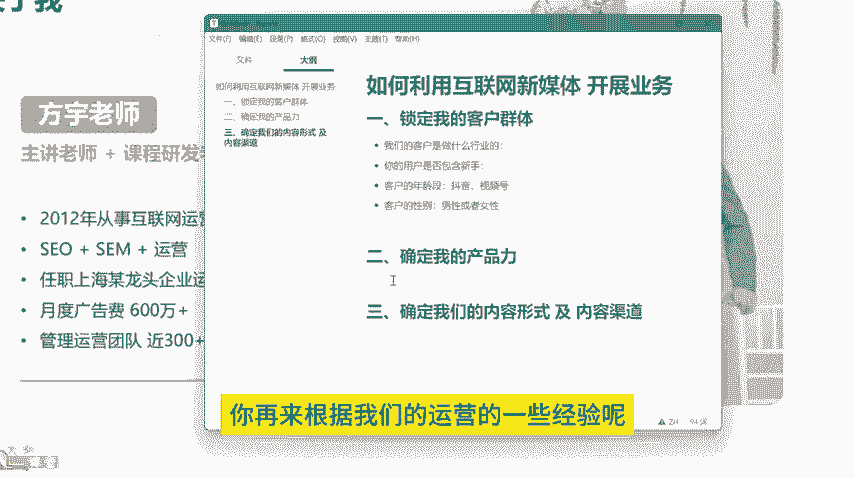 了我
方宇老师
主讲老师 + 课程研发
2012年从事互联网运营
SEO + SEM + 运营
任职上海某龙头企业运
月度广告费 600万+
管理运营团队 近300+
文件(F) 编辑(E) 段落(P) 格式(O) 视图(V) 主题(T) 帮助(H)
文件 大纲
如何利用互联网新媒体 开展业务
一、锁定我的客户群体
二、确定我的产品力
三、确定我们的内容形式 及
内容渠道
如何利用互联网新媒体 开展业务
一、锁定我的客户群体
我们的客户是做什么行业的：
你的用户是否包含新手：
客户的年龄段：抖音、视频号
客户的性别：男性或者女性
二、确定我的产品力
三、确定我们的内容形式 及 内容渠道
ZH 94 词
你再来根据我们的运营的一些经验呢